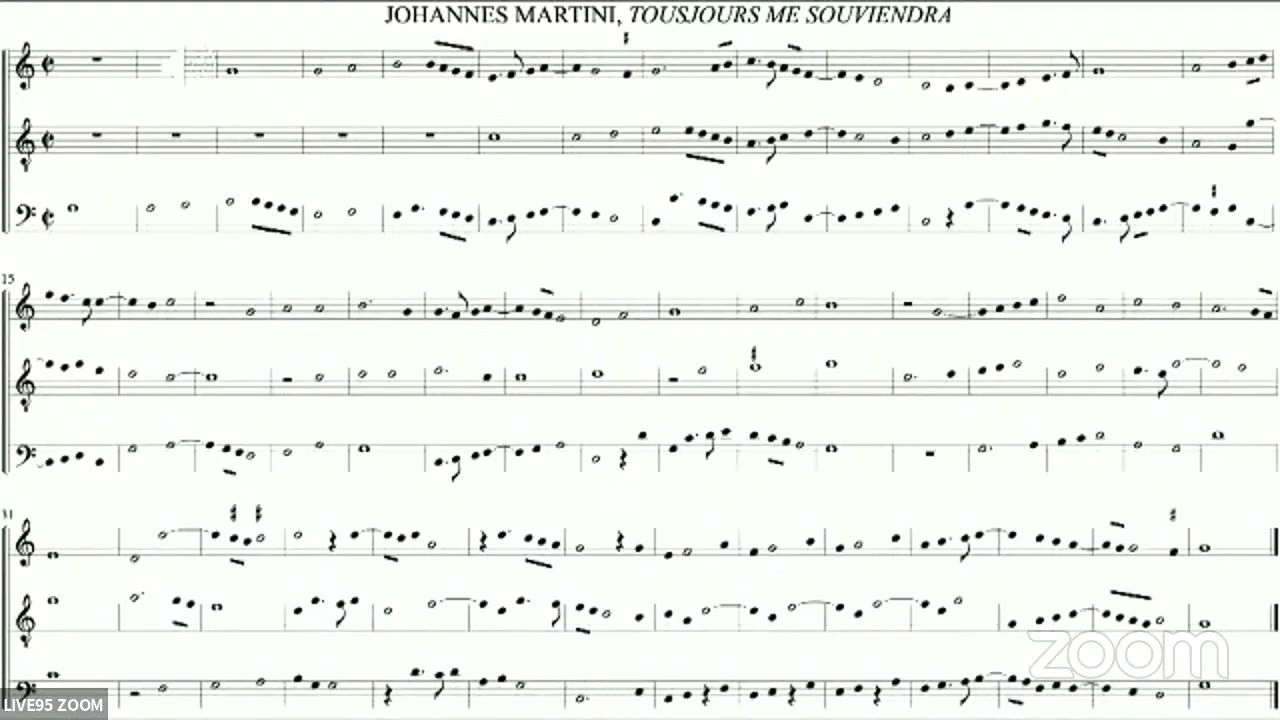 JOHANNES MARTINI, TOUSJOURS ME SOUVIENDRA
15
31
zoom
LIVE95 ZOOM